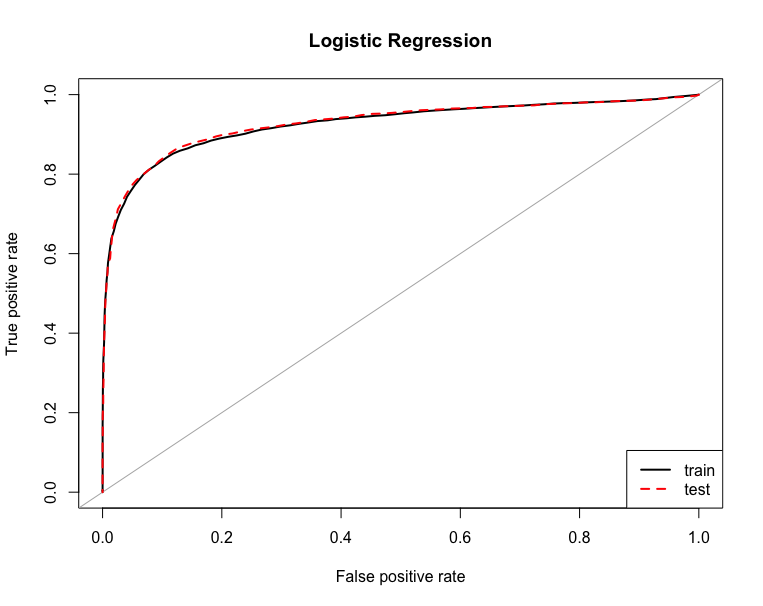 Logistic Regression
True positive rate
1.0
0.8
0.6
0.4
0.2
0.0
train
test
0.0 0.2 0.4 0.6 0.8 1.0
False positive rate